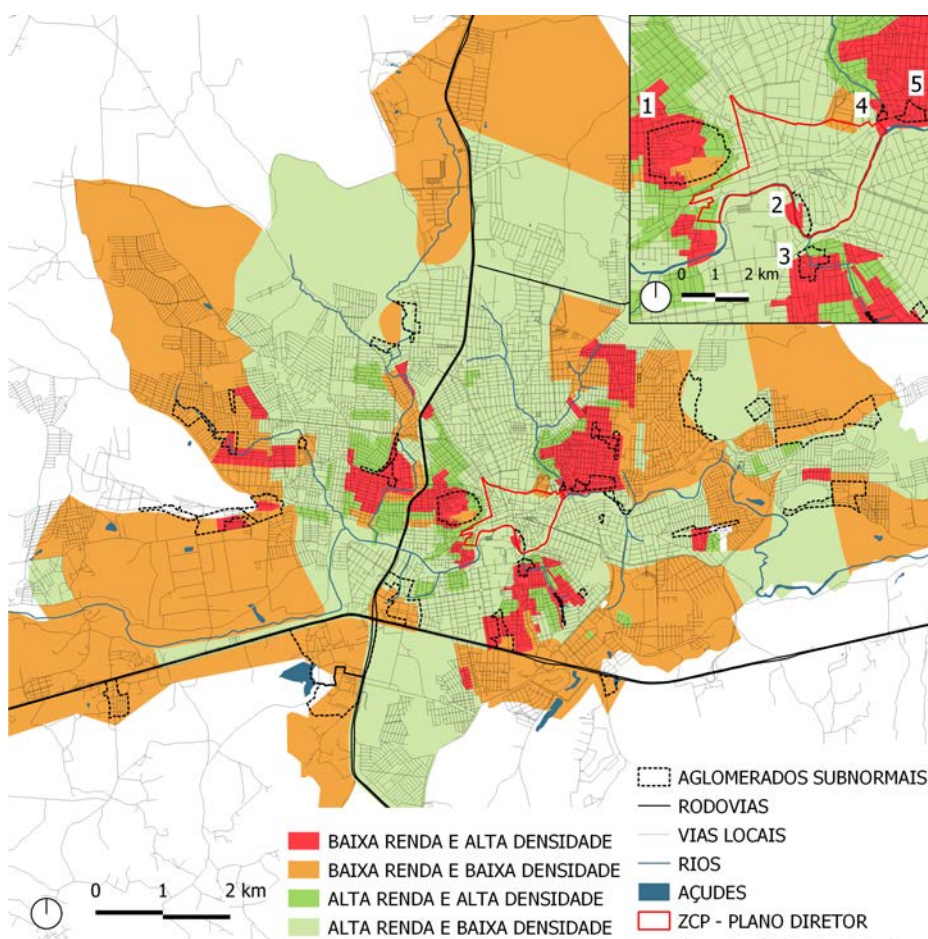 1
4
5
2
3
0 1 2 km
AGLOMERADOS SUBNORMAIS
RODOVIAS
VIAS LOCAIS
RIOS
AÇUDES
ZCP - PLANO DIRETOR
BAIXA RENDA E ALTA DENSIDADE
BAIXA RENDA E BAIXA DENSIDADE
ALTA RENDA E ALTA DENSIDADE
ALTA RENDA E BAIXA DENSIDADE
0 1 2 km